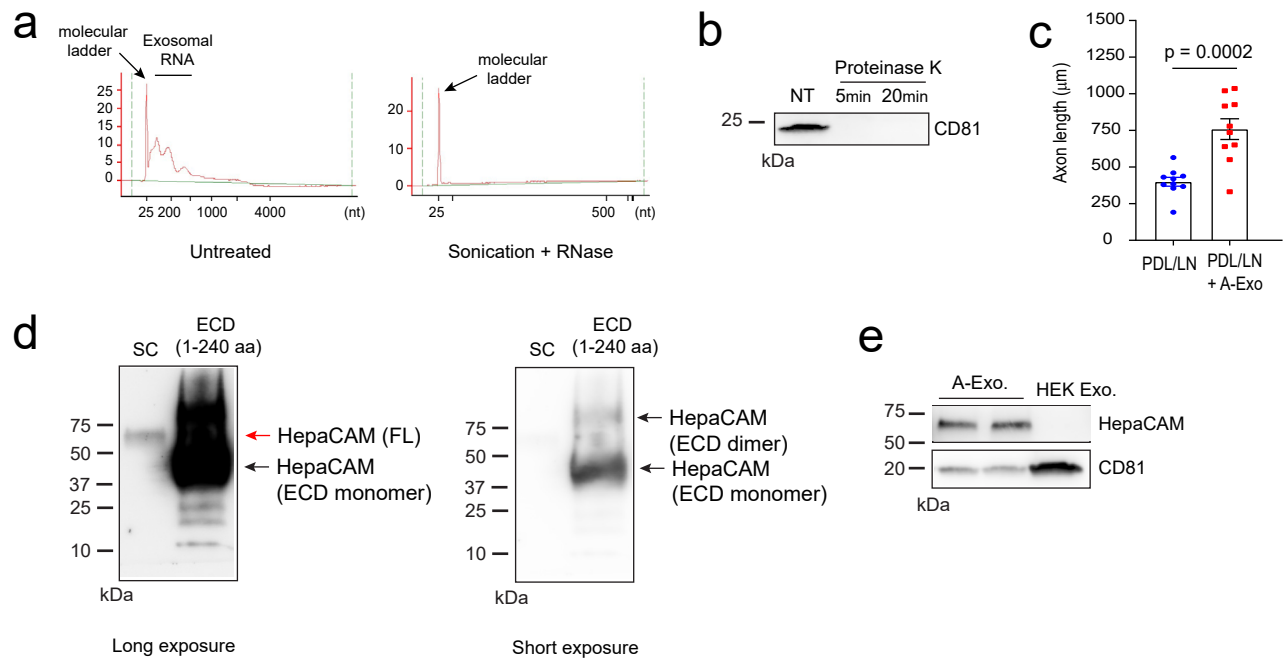 a
molecular
ladder
Exosomal
RNA
25
20
15
10
5
0
25 200 1000 4000 (nt)
Untreated
molecular
ladder
20
10
0
25 500 (nt)
Sonication + RNase
b
Proteinase K
NT 5min 20min
25
CD81
kDa
c
1500
1250
1000
750
500
250
0
Axon length (μm)
p = 0.0002
PDL/LN
PDL/LN
+ A-Exo
d
SC
ECD
(1-240 aa)
75
50
37
25
10
kDa
HepaCAM (FL)
HepaCAM
(ECD monomer)
Long exposure
SC
ECD
(1-240 aa)
75
50
37
25
10
kDa
HepaCAM
(ECD dimer)
HepaCAM
(ECD monomer)
Short exposure
e
A-Exo. HEK Exo.
75
50
20
kDa
HepaCAM
CD81